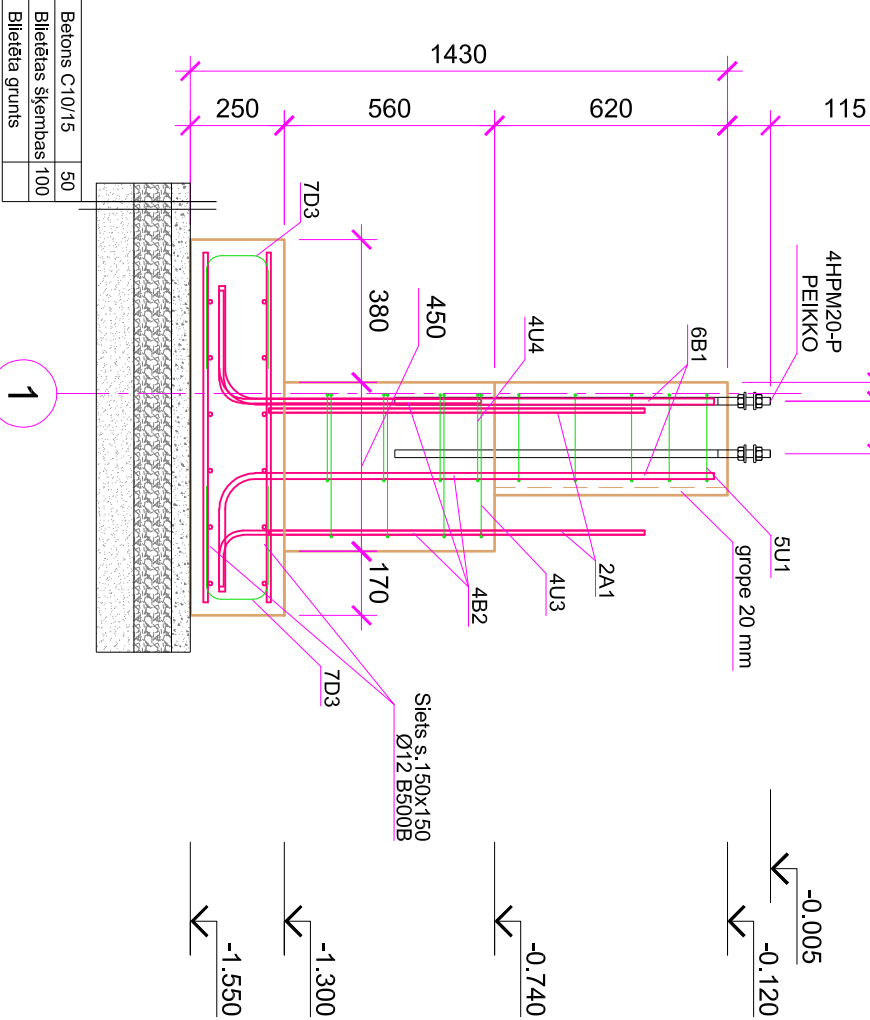 1430
250
560
620
115
Betons C10/15 50
Blietētas šķembas 100
Blietēta grunts
7D3
380
450
4U4
6B1
4HPM20-P
PEIKKO
1
170
4B2
4U3
2A1
5U1
grope 20 mm
7D3
Siets s.150x150
Ø12 B500B
-0.005
-0.120
-0.740
-1.300
-1.550